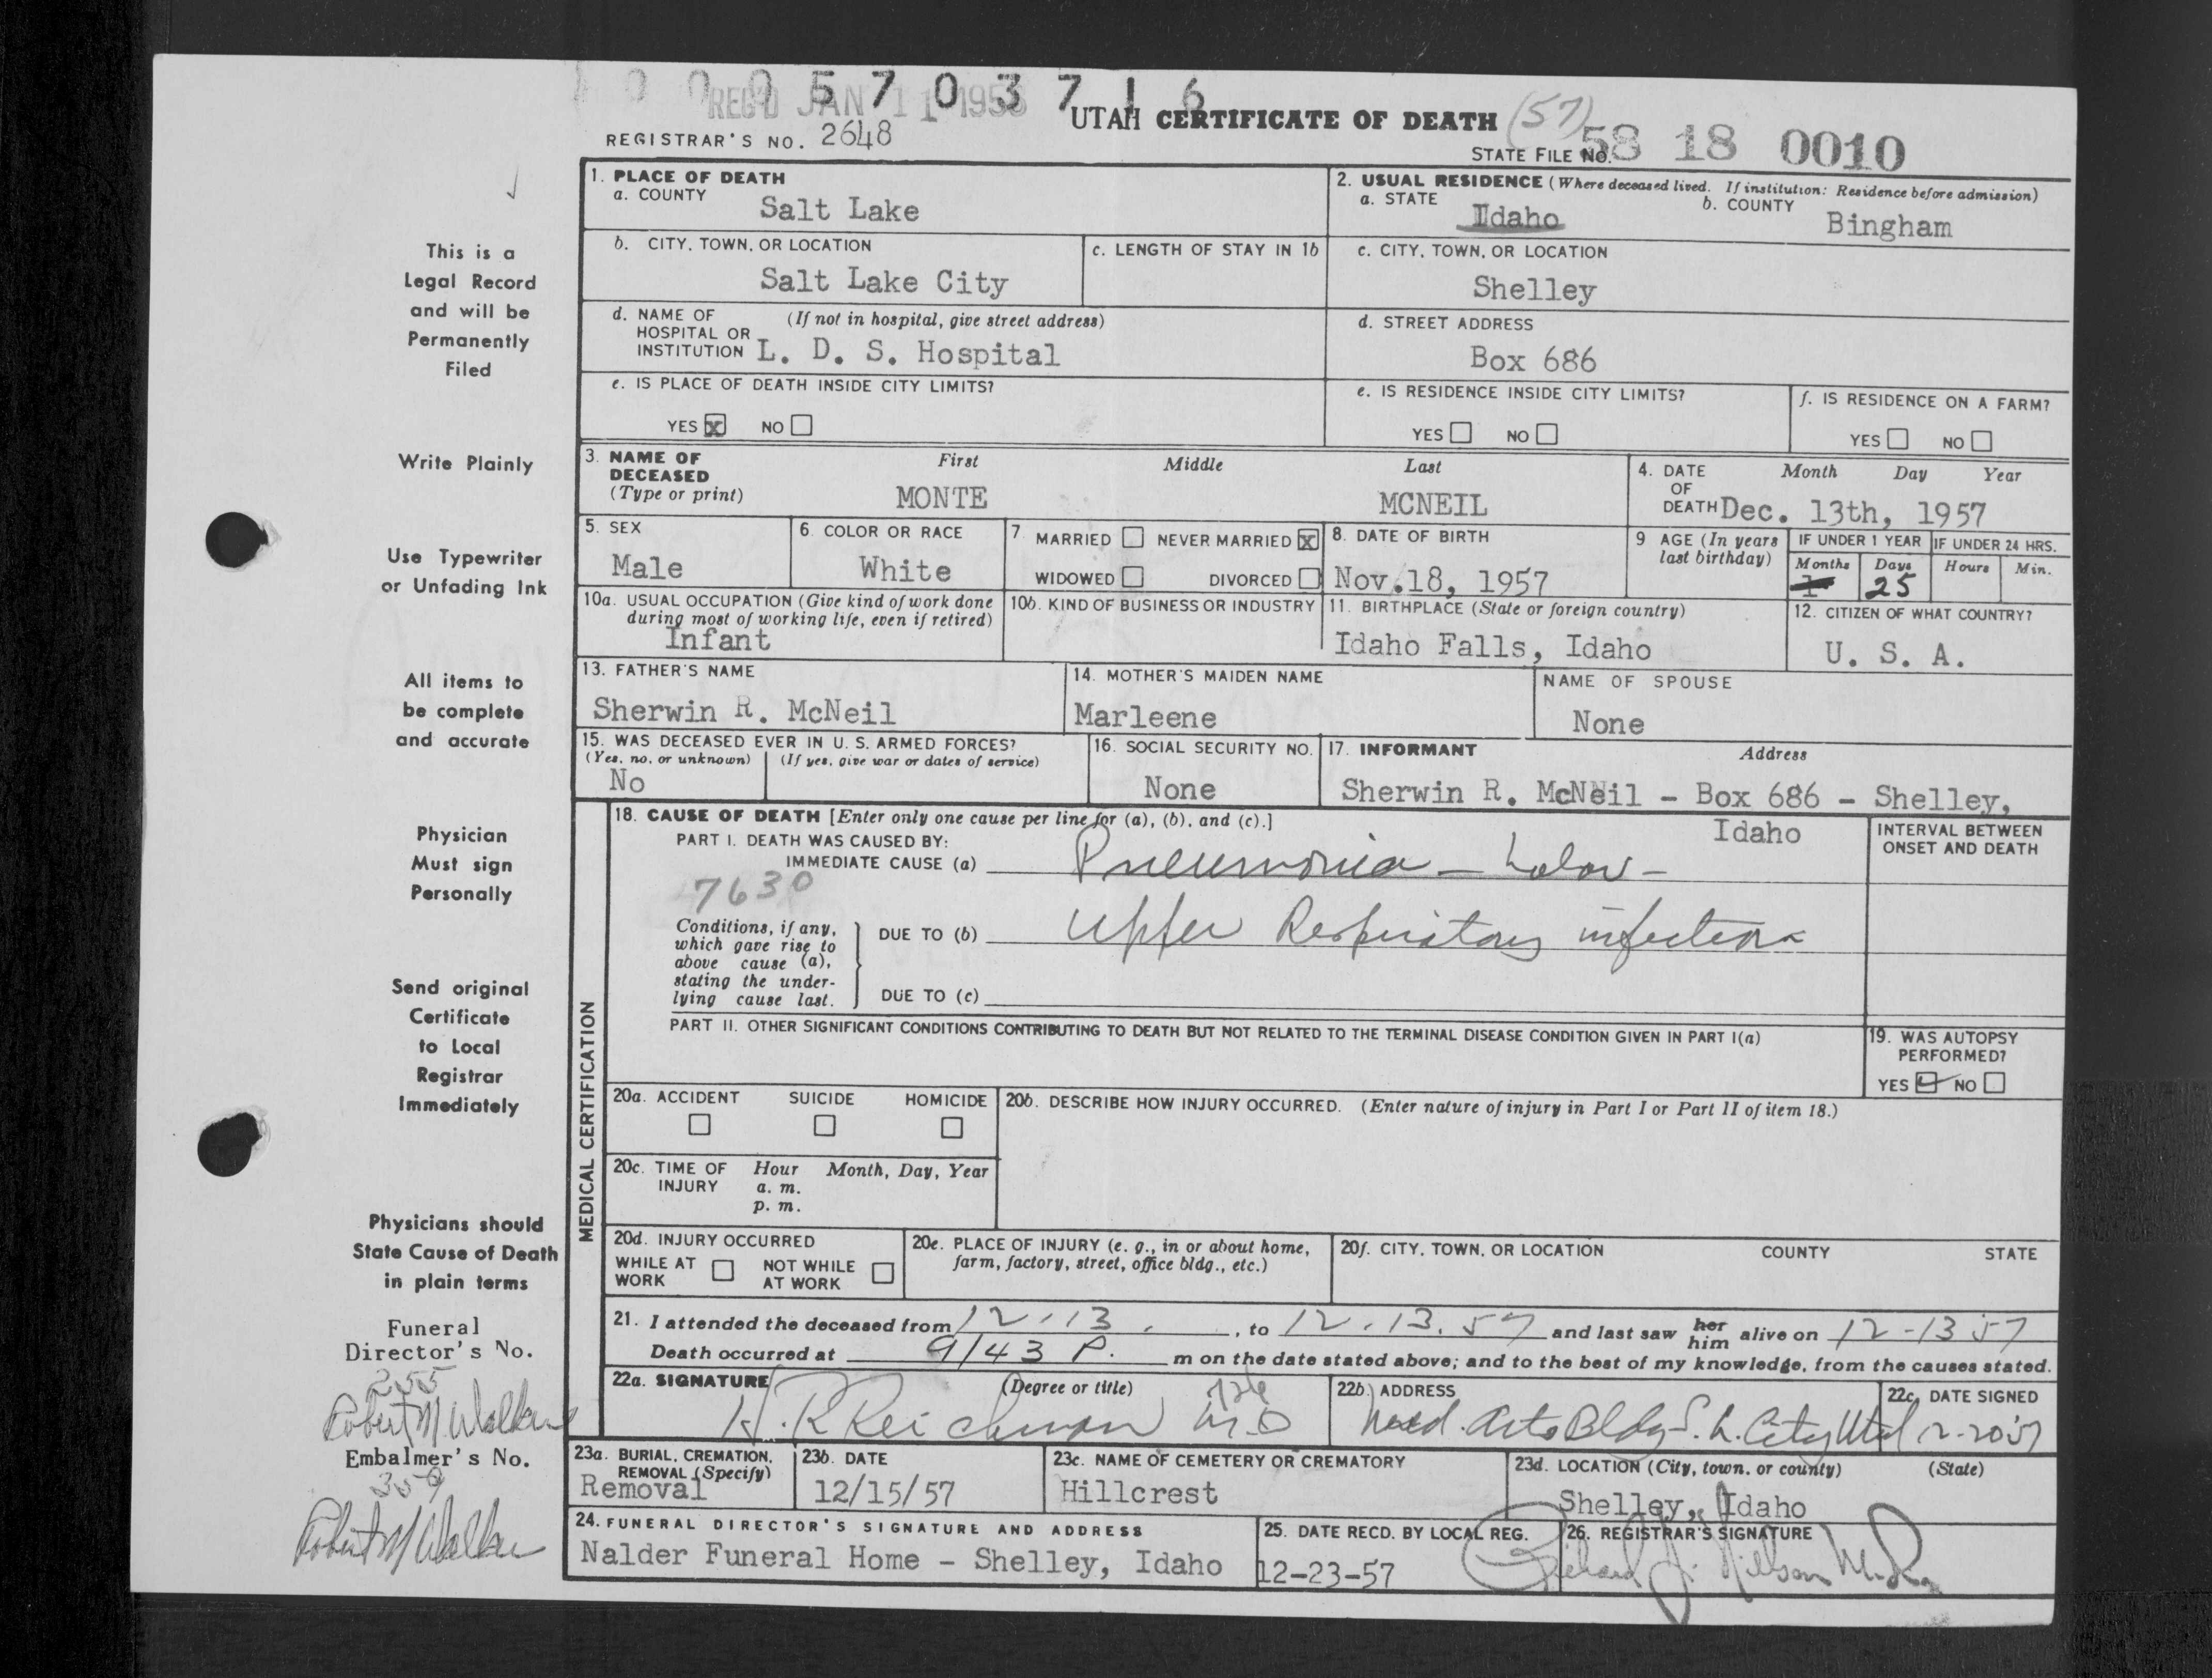 0 0 0 5 7 0 3 7 1 6
REC'D JAN 11 1958
UTAH CERTIFICATE OF DEATH (57)
REGISTRAR'S NO. 2648
STATE FILE NO. 58 18 0010
1. PLACE OF DEATH
a. COUNTY
Salt Lake
2. USUAL RESIDENCE (Where deceased lived. If institution: Residence before admission)
a. STATE Idaho b. COUNTY Bingham
b. CITY, TOWN, OR LOCATION
Salt Lake City
c. LENGTH OF STAY IN 1b
c. CITY, TOWN, OR LOCATION
Shelley
d. NAME OF HOSPITAL OR INSTITUTION (If not in hospital, give street address)
L. D. S. Hospital
d. STREET ADDRESS
Box 686
e. IS PLACE OF DEATH INSIDE CITY LIMITS?
YES X NO
e. IS RESIDENCE INSIDE CITY LIMITS?
YES NO
f. IS RESIDENCE ON A FARM?
YES NO
3. NAME OF DECEASED (Type or print)
First Middle Last
MONTE MCNEIL
4. DATE OF DEATH Month Day Year
Dec. 13th, 1957
5. SEX
Male
6. COLOR OR RACE
White
7. MARRIED NEVER MARRIED X
WIDOWED DIVORCED
8. DATE OF BIRTH
Nov.18, 1957
9 AGE (In years last birthday)
IF UNDER 1 YEAR
Months Days
1 25
IF UNDER 24 HRS.
Hours Min.
10a. USUAL OCCUPATION (Give kind of work done during most of working life, even if retired)
Infant
10b. KIND OF BUSINESS OR INDUSTRY
11. BIRTHPLACE (State or foreign country)
Idaho Falls, Idaho
12. CITIZEN OF WHAT COUNTRY?
U. S. A.
13. FATHER'S NAME
Sherwin R. McNeil
14. MOTHER'S MAIDEN NAME
Marleene
NAME OF SPOUSE
None
15. WAS DECEASED EVER IN U. S. ARMED FORCES?
(Yes, no, or unknown) (If yes, give war or dates of service)
No
16. SOCIAL SECURITY NO.
None
17. INFORMANT Address
Sherwin R. McNeil - Box 686 - Shelley,
Idaho
MEDICAL CERTIFICATION
18. CAUSE OF DEATH [Enter only one cause per line for (a), (b), and (c).]
PART I. DEATH WAS CAUSED BY:
IMMEDIATE CAUSE (a) Pneumonia - Lobar -
7630
INTERVAL BETWEEN
ONSET AND DEATH
Conditions, if any,
which gave rise to
above cause (a),
stating the under-
lying cause last.
DUE TO (b) Upper Respiratory infection
DUE TO (c)
PART II. OTHER SIGNIFICANT CONDITIONS CONTRIBUTING TO DEATH BUT NOT RELATED TO THE TERMINAL DISEASE CONDITION GIVEN IN PART I(a)
19. WAS AUTOPSY
PERFORMED?
YES NO
20a. ACCIDENT SUICIDE HOMICIDE
20b. DESCRIBE HOW INJURY OCCURRED. (Enter nature of injury in Part I or Part II of item 18.)
20c. TIME OF INJURY Hour Month, Day, Year
a. m.
p. m.
20d. INJURY OCCURRED
WHILE AT WORK NOT WHILE AT WORK
20e. PLACE OF INJURY (e. g., in or about home,
farm, factory, street, office bldg., etc.)
20f. CITY, TOWN, OR LOCATION COUNTY STATE
21. I attended the deceased from 12.13 , to 12.13.57 and last saw her him alive on 12-13 57
Death occurred at 9/43 P. m on the date stated above; and to the best of my knowledge, from the causes stated.
22a. SIGNATURE (Degree or title)
H. R Reichman M.D
22b. ADDRESS
Med. Arts Bldg S. L. City Utah
22c. DATE SIGNED
12-20-57
23a. BURIAL, CREMATION,
REMOVAL (Specify)
Removal
23b. DATE
12/15/57
23c. NAME OF CEMETERY OR CREMATORY
Hillcrest
23d. LOCATION (City, town, or county) (State)
Shelley, Idaho
24. FUNERAL DIRECTOR'S SIGNATURE AND ADDRESS
Nalder Funeral Home - Shelley, Idaho
25. DATE RECD. BY LOCAL REG.
12-23-57
26. REGISTRAR'S SIGNATURE
This is a
Legal Record
and will be
Permanently
Filed
Write Plainly
Use Typewriter
or Unfading Ink
All items to
be complete
and accurate
Physician
Must sign
Personally
Send original
Certificate
to Local
Registrar
Immediately
Physicians should
State Cause of Death
in plain terms
Funeral
Director's No.
255
Robert M Walker
Embalmer's No.
359
Robert M Walker